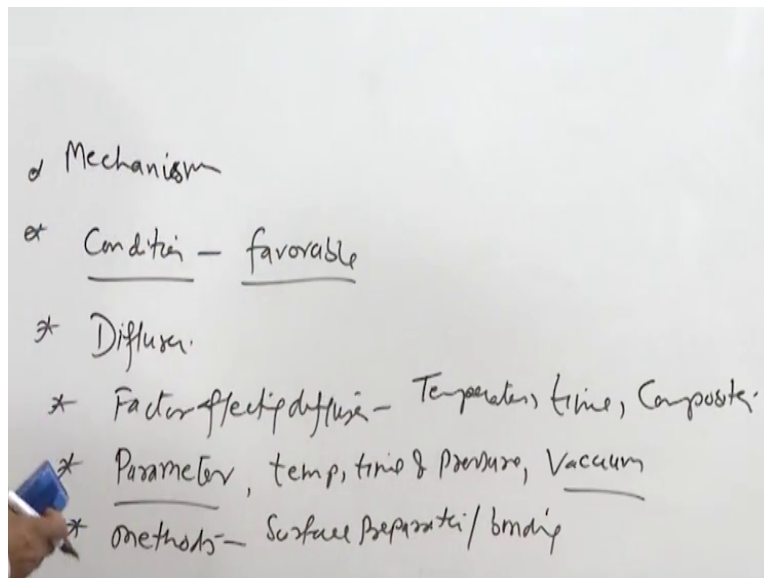 * Mechanism
* Condition - favorable
* Diffusion.
* Factor affecting diffusion - Temperature, time, Composition.
* Parameter, temp, time & pressure, Vacuum
* methods - Surface preparation/bonding